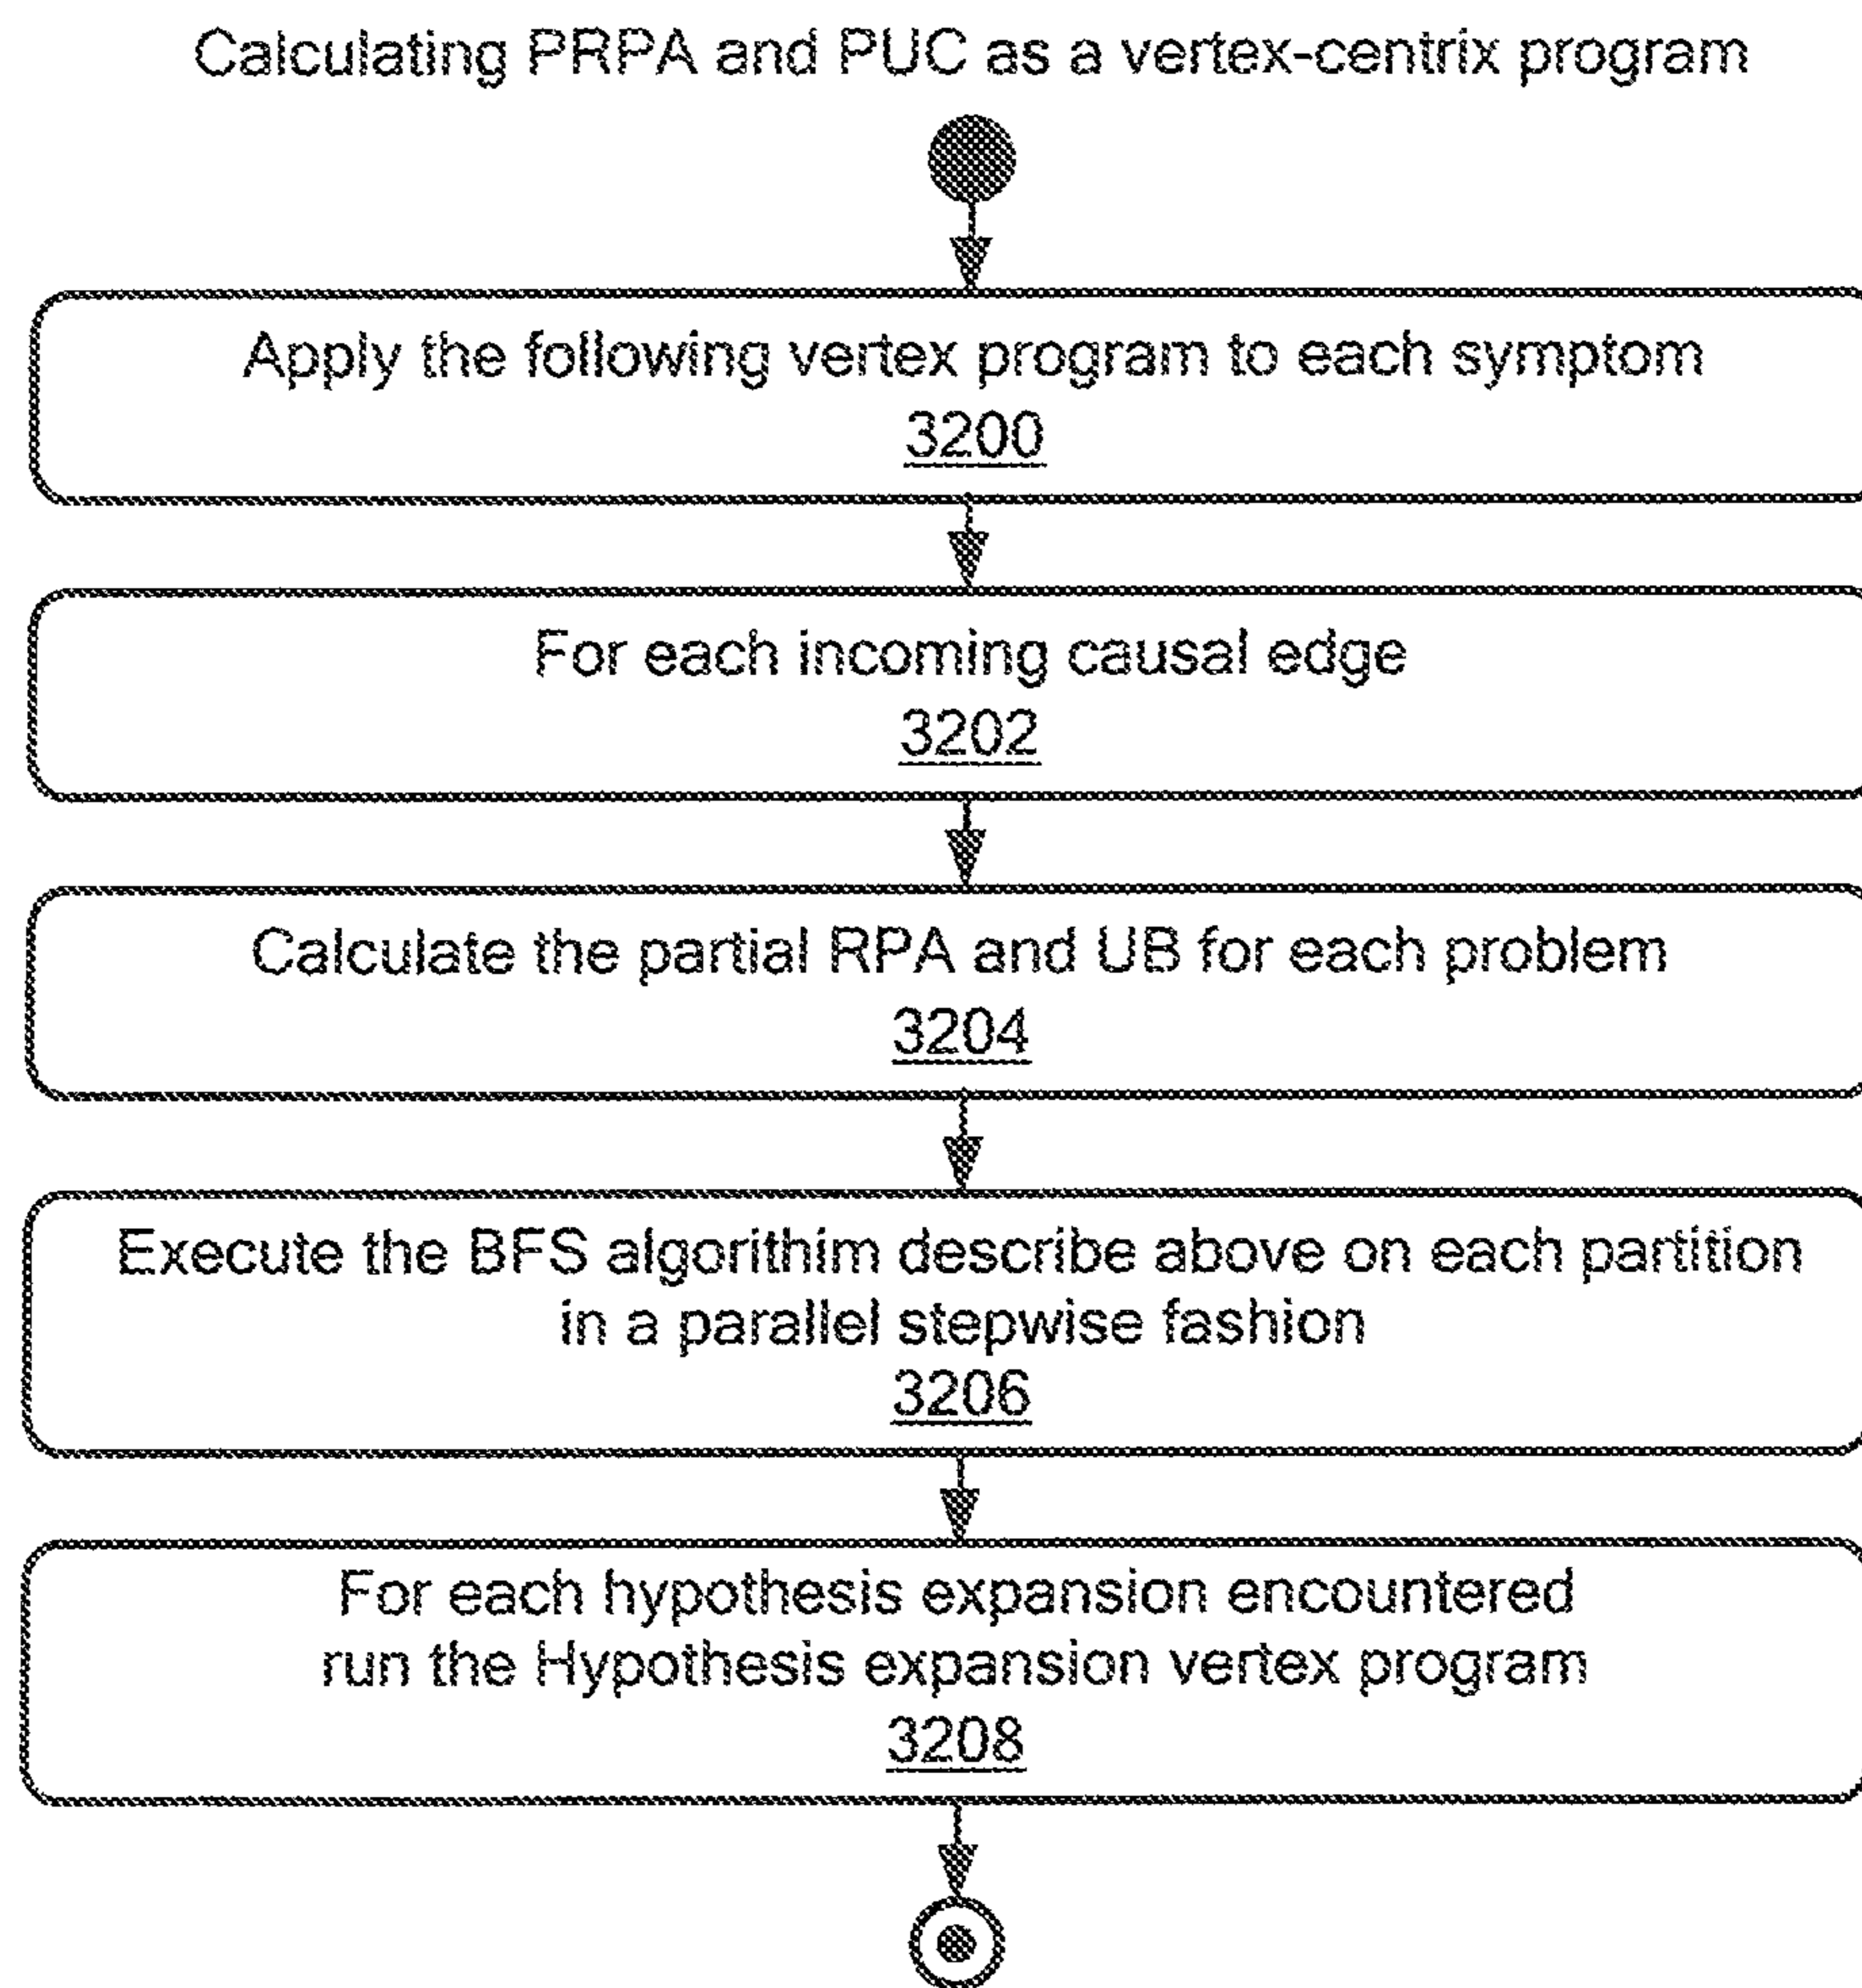 Calculating PRPA and PUC as a vertex-centrix program
Apply the following vertex program to each symptom
3200
For each incoming causal edge
3202
Calculate the partial RPA and UB for each problem
3204
Execute the BFS algorithim describe above on each partition
in a parallel stepwise fashion
3206
For each hypothesis expansion encountered
run the Hypothesis expansion vertex program
3208